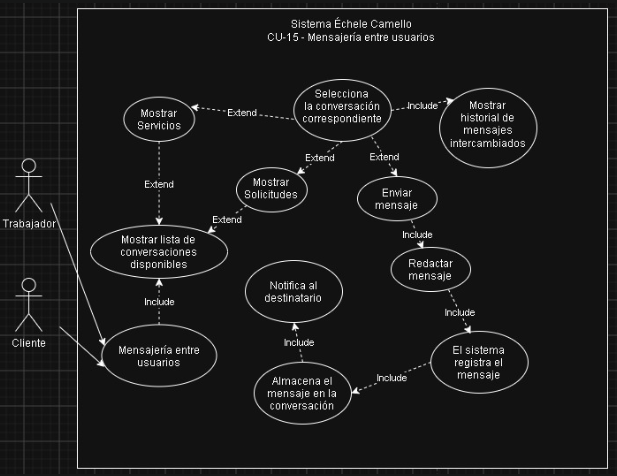 Sistema Échele Camello
CU-15 - Mensajería entre usuarios
Selecciona
la conversación
correspondiente
Extend
Include
Mostrar
Servicios
Mostrar
historial de
mensajes
intercambiados
Extend
Extend
Extend
Mostrar
Solicitudes
Enviar
mensaje
Trabajador
Extend
Include
Mostrar lista de
conversaciones
disponibles
Redactar
mensaje
Notifica al
destinatario
Include
Include
Cliente
Mensajería entre
usuarios
Include
El sistema
registra el
mensaje
Include
Almacena el
mensaje en la
conversación